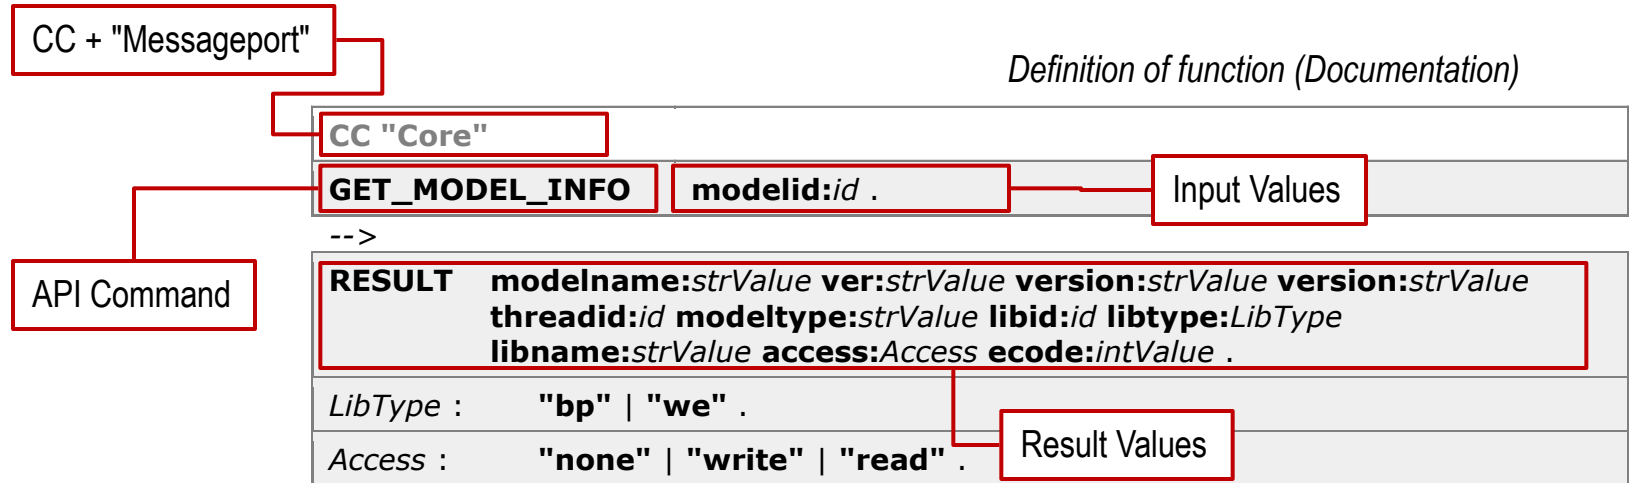 CC + "Messageport"
Definition of function (Documentation)
CC "Core"
GET_MODEL_INFO modelid:id .
Input Values
-->
API Command
RESULT modelname:strValue ver:strValue version:strValue version:strValue
threadid:id modeltype:strValue libid:id libtype:LibType
libname:strValue access:Access ecode:intValue .
LibType : "bp" | "we" .
Result Values
Access : "none" | "write" | "read" .